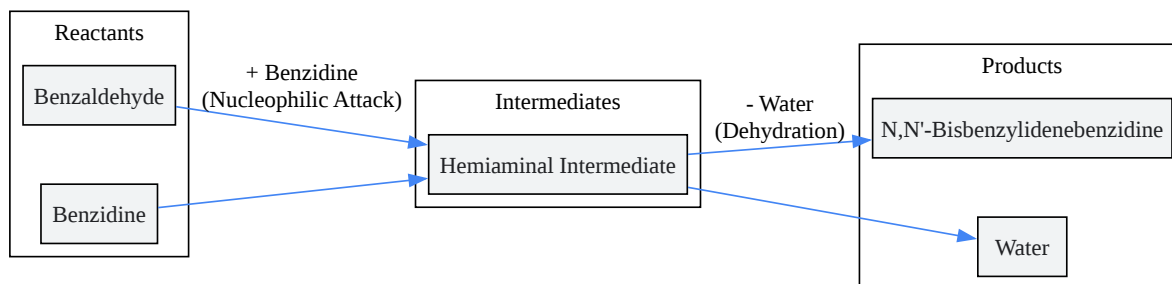 Reactants
Benzaldehyde
Benzidine
+ Benzidine
(Nucleophilic Attack)
Intermediates
Hemiaminal Intermediate
- Water
(Dehydration)
Products
N,N'-Bisbenzylidenebenzidine
Water